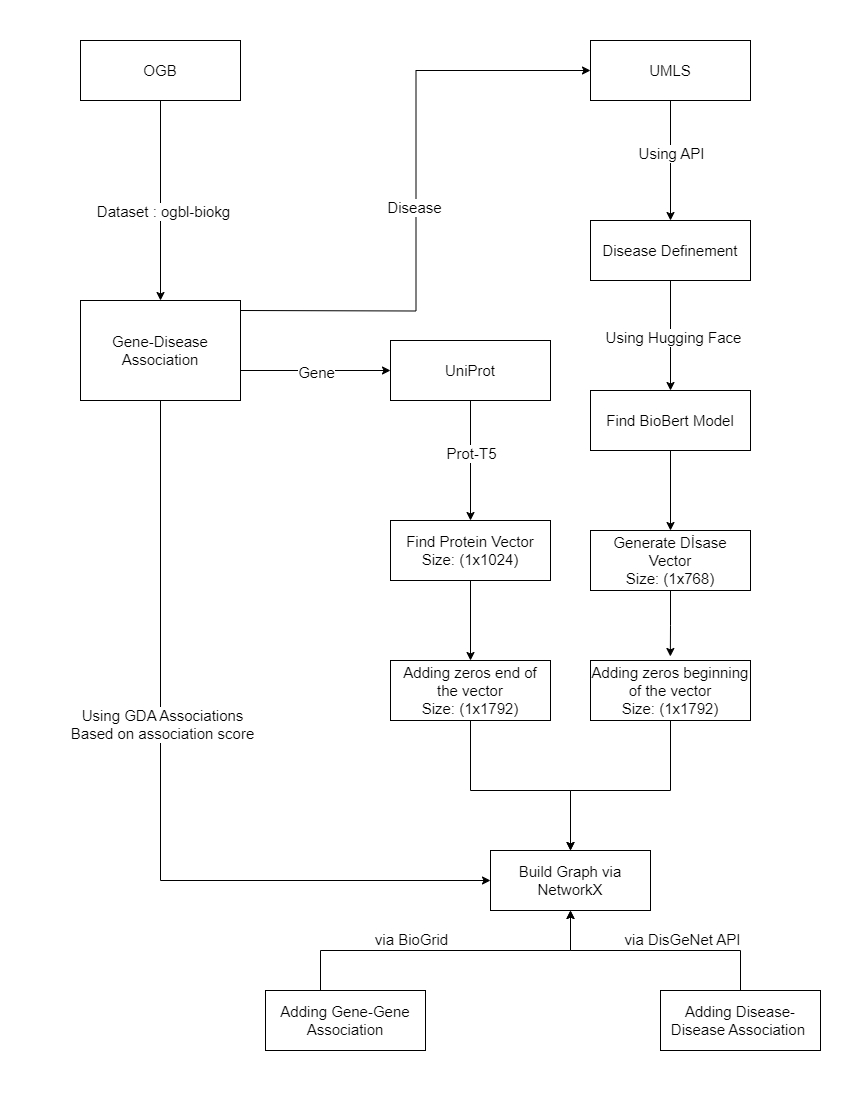 OGB
UMLS
Using API
Disease
Dataset : ogbl-biokg
Disease Definement
Gene-Disease
Association
Using Hugging Face
Gene
UniProt
Find BioBert Model
Prot-T5
Find Protein Vector
Size: (1x1024)
Generate Dİsase
Vector
Size: (1x768)
Adding zeros end of
the vector
Size: (1x1792)
Adding zeros beginning
of the vector
Size: (1x1792)
Using GDA Associations
Based on association score
Build Graph via
NetworkX
via BioGrid
via DisGeNet API
Adding Gene-Gene
Association
Adding Disease-
Disease Association